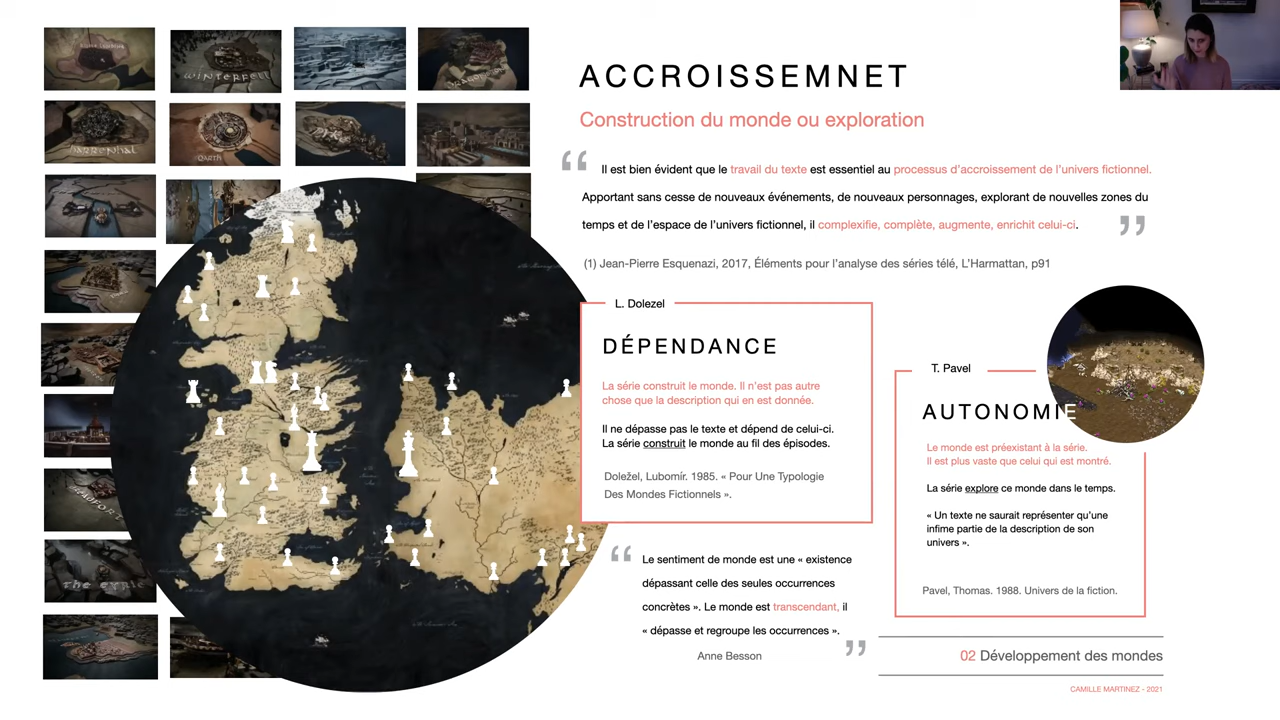 WINTERFELL
HARRENHAL
QARTH
ACCROISSEMNET
Construction du monde ou exploration
“ Il est bien évident que le travail du texte est essentiel au processus d’accroissement de l’univers fictionnel.
Apportant sans cesse de nouveaux événements, de nouveaux personnages, explorant de nouvelles zones du
temps et de l’espace de l’univers fictionnel, il complexifie, complète, augmente, enrichit celui-ci. ”
(1) Jean-Pierre Esquenazi, 2017, Éléments pour l’analyse des séries télé, L’Harmattan, p91
L. Dolezel
DÉPENDANCE
La série construit le monde. Il n’est pas autre
chose que la description qui en est donnée.
Il ne dépasse pas le texte et dépend de celui-ci.
La série construit le monde au fil des épisodes.
Doležel, Lubomír. 1985. « Pour Une Typologie
Des Mondes Fictionnels ».
T. Pavel
AUTONOMIE
Le monde est préexistant à la série.
Il est plus vaste que celui qui est montré.
La série explore ce monde dans le temps.
« Un texte ne saurait représenter qu’une
infime partie de la description de son
univers ».
Pavel, Thomas. 1988. Univers de la fiction.
“ Le sentiment de monde est une « existence
dépassant celle des seules occurrences
concrètes ». Le monde est transcendant, il
« dépasse et regroupe les occurrences ». ”
Anne Besson
02 Développement des mondes
CAMILLE MARTINEZ - 2021